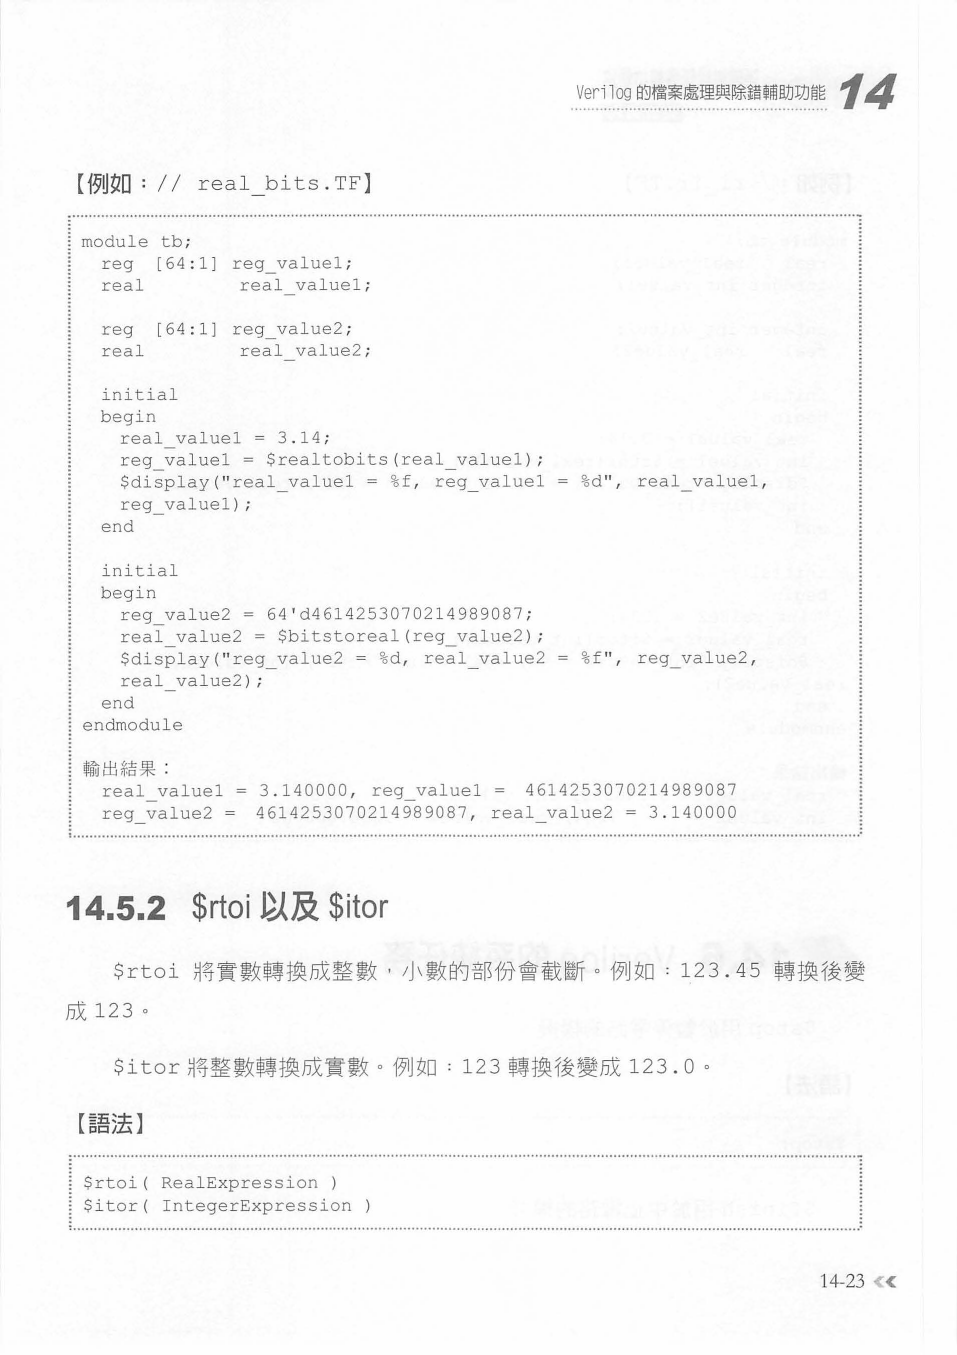 Verilog 的檔案處理與除錯輔助功能 14
【例如：// real_bits.TF】
module tb;
reg [64:1] reg_value1;
real real_value1;
reg [64:1] reg_value2;
real real_value2;
initial
begin
real_value1 = 3.14;
reg_value1 = $realtobits(real_value1);
$display("real_value1 = %f, reg_value1 = %d", real_value1,
reg_value1);
end
initial
begin
reg_value2 = 64'd4614253070214989087;
real_value2 = $bitstoreal(reg_value2);
$display("reg_value2 = %d, real_value2 = %f", reg_value2,
real_value2);
end
endmodule
輸出結果：
real_value1 = 3.140000, reg_value1 = 4614253070214989087
reg_value2 = 4614253070214989087, real_value2 = 3.140000
14.5.2 $rtoi 以及 $itor
$rtoi 將實數轉換成整數，小數的部份會截斷。例如：123.45 轉換後變
成 123。
$itor 將整數轉換成實數。例如：123 轉換後變成 123.0。
【語法】
$rtoi( RealExpression )
$itor( IntegerExpression )
14-23 «